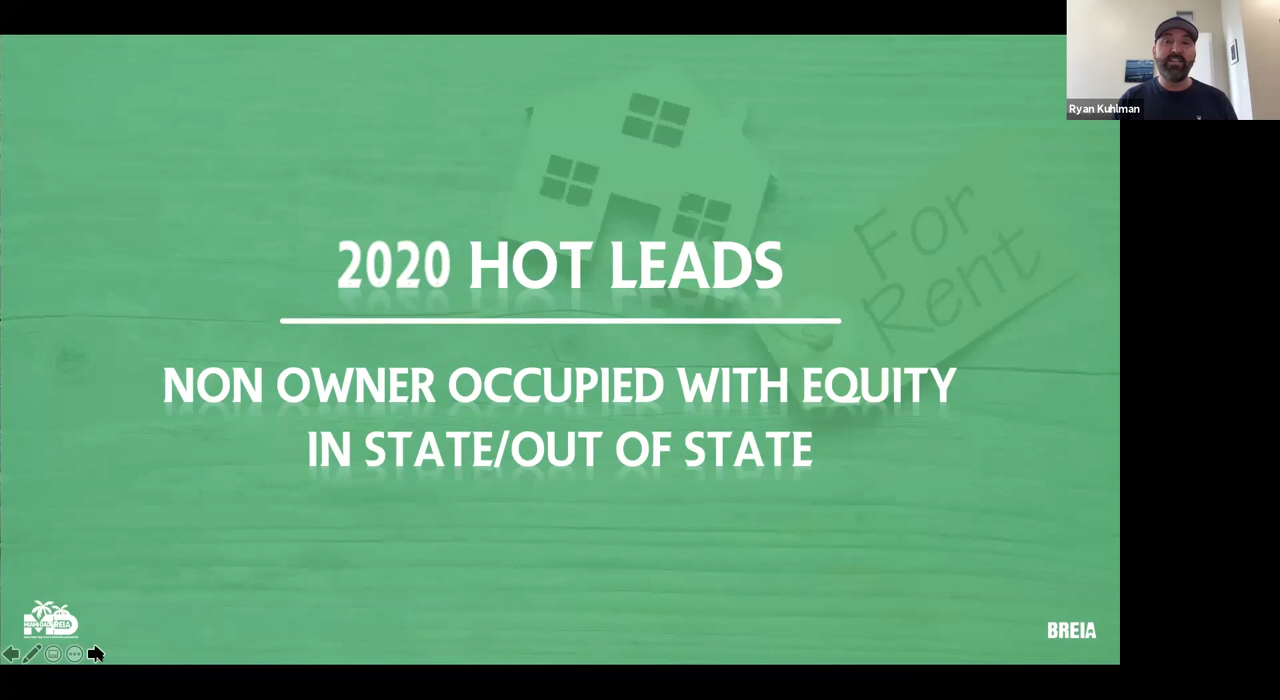 Ryan Kuhlman
For
Rent
2020 HOT LEADS
NON OWNER OCCUPIED WITH EQUITY
IN STATE/OUT OF STATE
BREIA